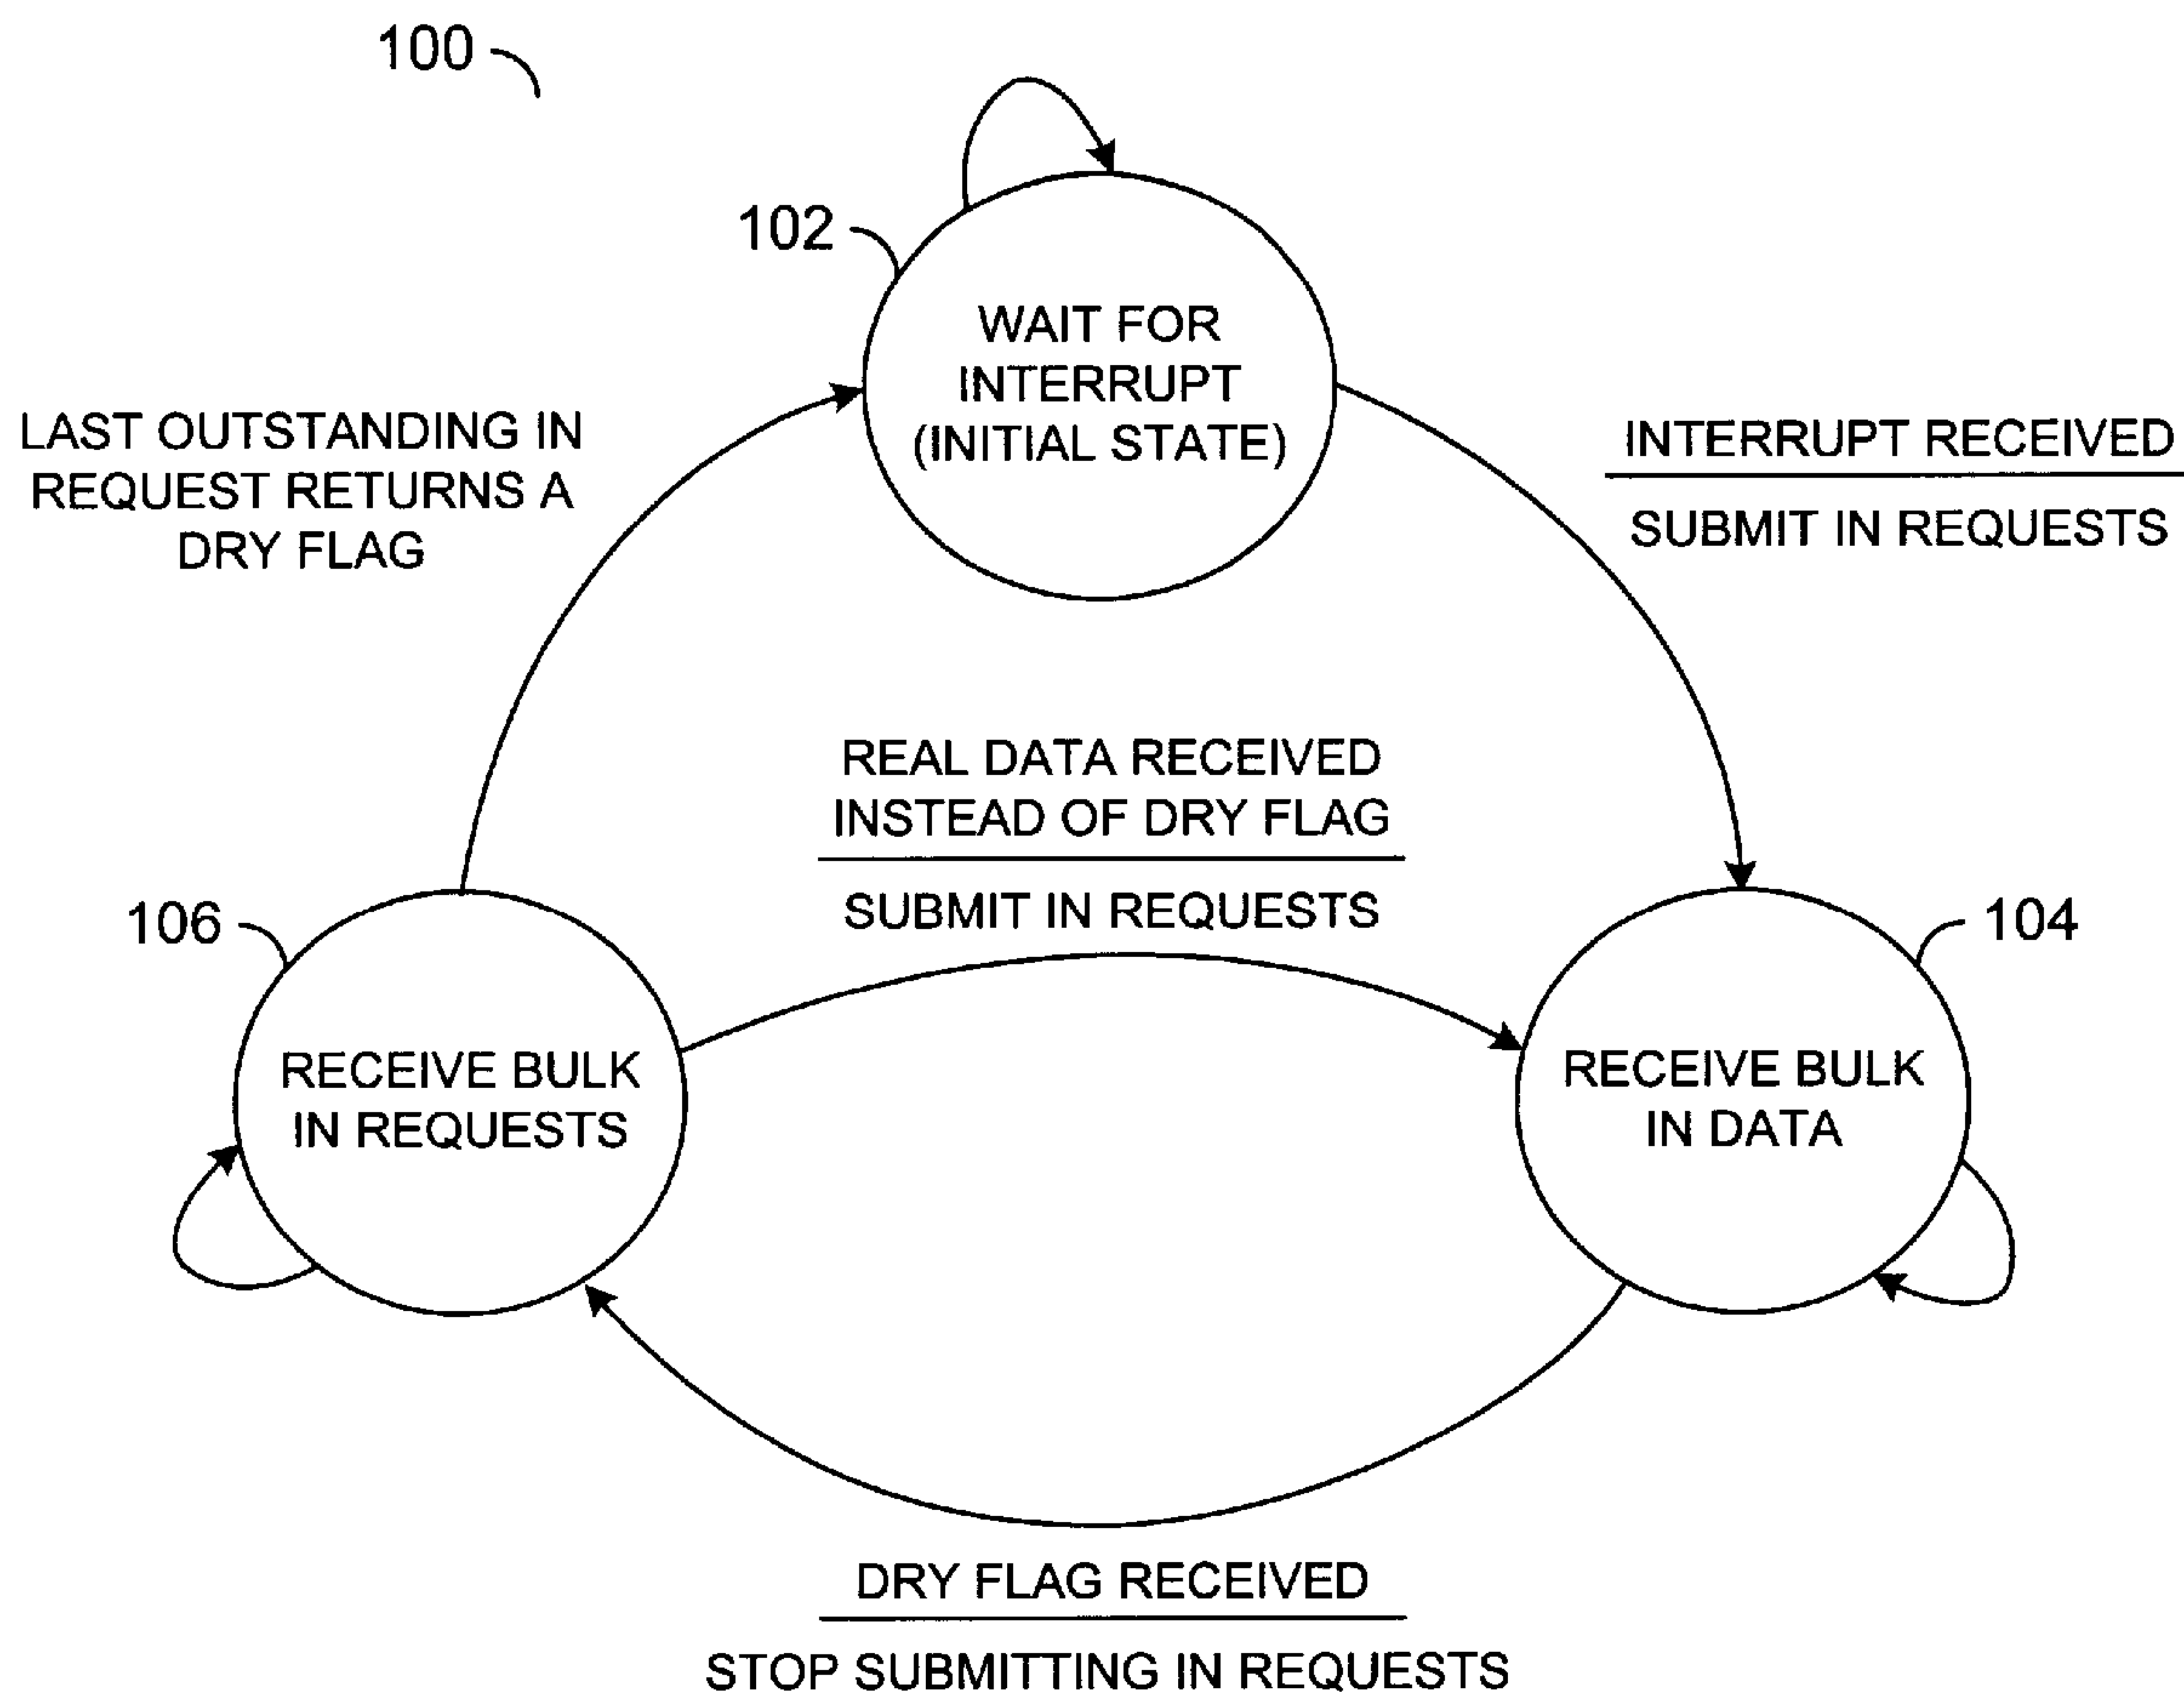 100
102
WAIT FOR
INTERRUPT
(INITIAL STATE)
LAST OUTSTANDING IN
REQUEST RETURNS A
DRY FLAG
INTERRUPT RECEIVED
SUBMIT IN REQUESTS
REAL DATA RECEIVED
INSTEAD OF DRY FLAG
SUBMIT IN REQUESTS
106
104
RECEIVE BULK
IN REQUESTS
RECEIVE BULK
IN DATA
DRY FLAG RECEIVED
STOP SUBMITTING IN REQUESTS